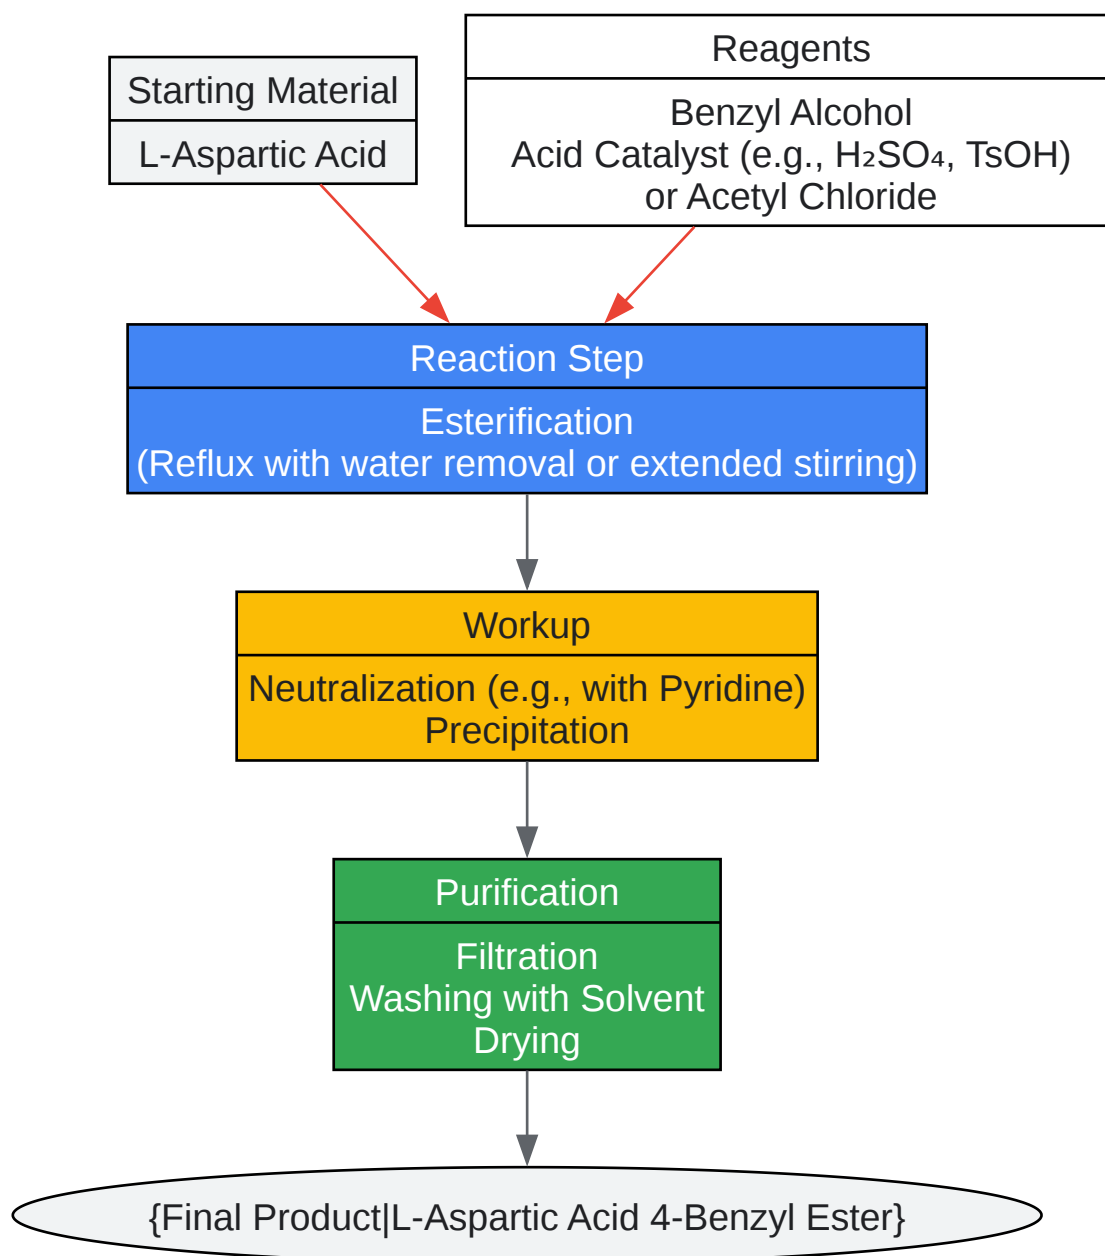 Starting Material
L-Aspartic Acid
Reagents
Benzyl Alcohol
Acid Catalyst (e.g., H₂SO₄, TsOH)
or Acetyl Chloride
Reaction Step
Esterification
(Reflux with water removal or extended stirring)
Workup
Neutralization (e.g., with Pyridine)
Precipitation
Purification
Filtration
Washing with Solvent
Drying
{Final Product|L-Aspartic Acid 4-Benzyl Ester}